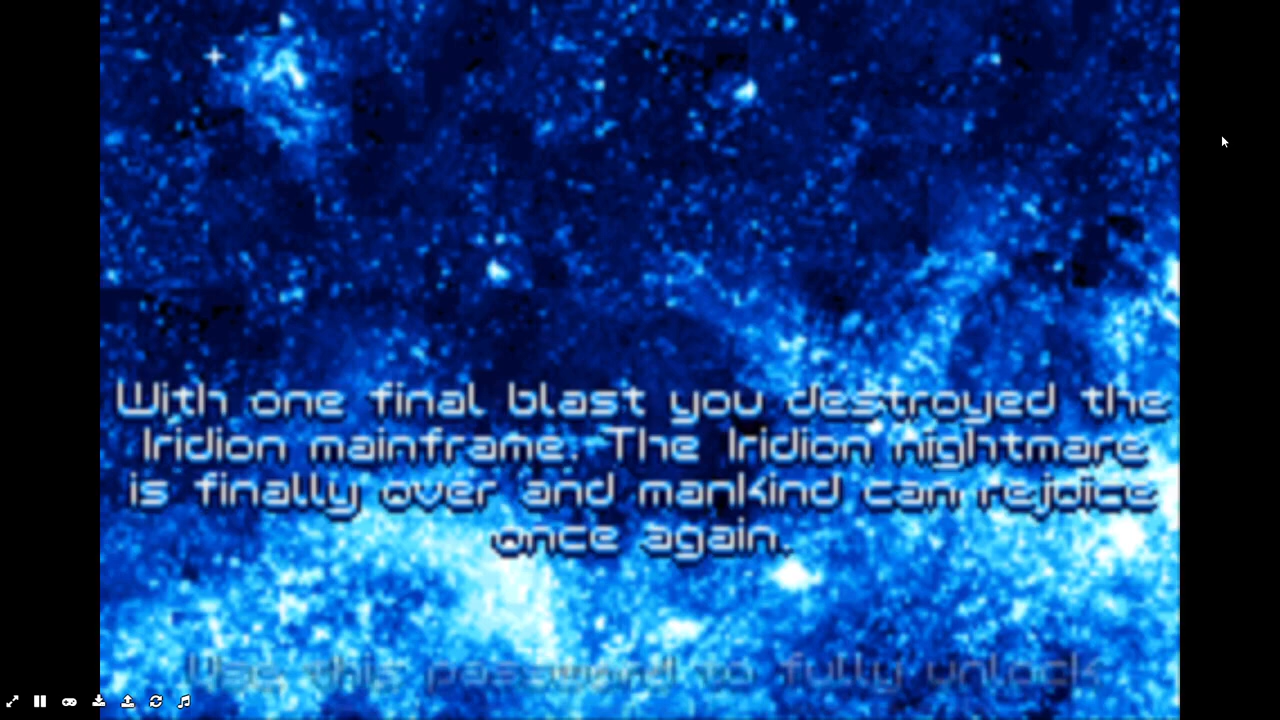 With one final blast you destroyed the
Iridion mainframe. The Iridion nightmare
is finally over and mankind can rejoice
once again.
Use this password to fully unlock